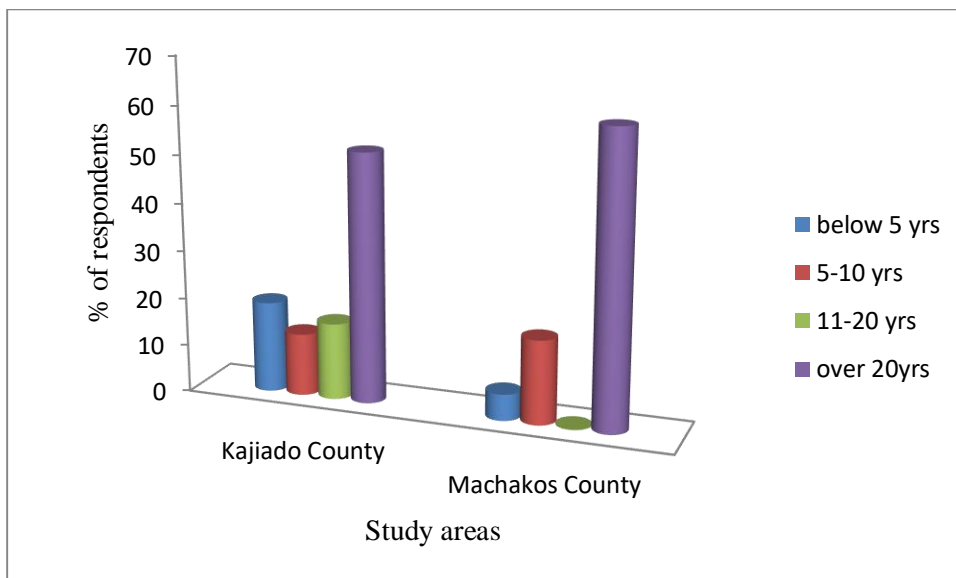 % of respondents
70
60
50
40
30
20
10
0
Kajiado County
Machakos County
Study areas
below 5 yrs
5-10 yrs
11-20 yrs
over 20yrs